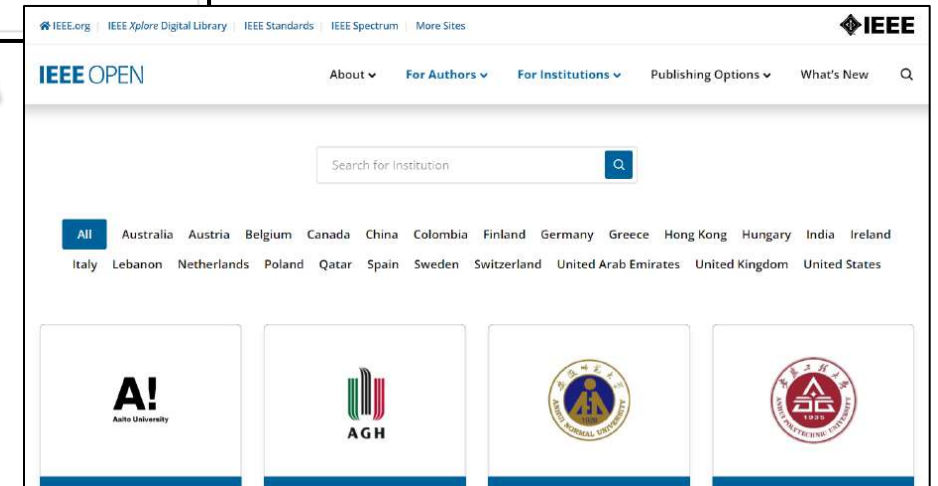 IEEE.org IEEE Xplore Digital Library IEEE Standards IEEE Spectrum More Sites
IEEE
IEEE OPEN
About For Authors For Institutions Publishing Options What's New
Search for Institution
All Australia Austria Belgium Canada China Colombia Finland Germany Greece Hong Kong Hungary India Ireland
Italy Lebanon Netherlands Poland Qatar Spain Sweden Switzerland United Arab Emirates United Kingdom United States
A!
Aalto University
AGH
ANHUI NORMAL UNIVERSITY
1928
ANHUI POLYTECHNIC UNIVERSITY
1935